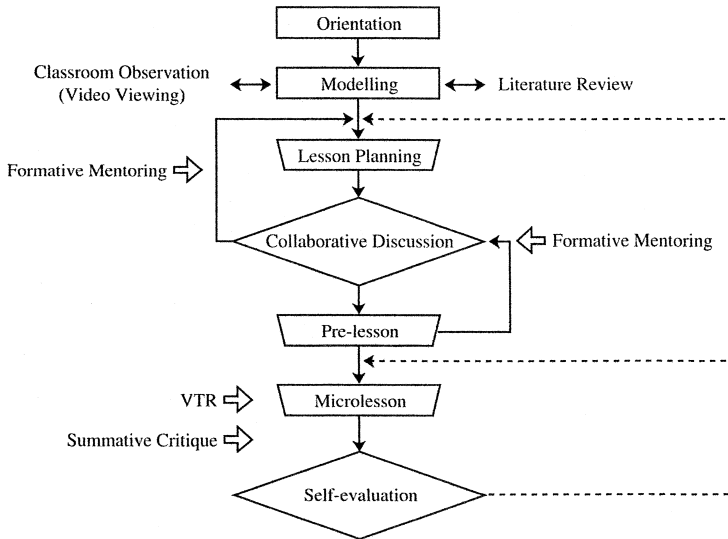 Orientation
Classroom Observation
(Video Viewing)
Modelling
Literature Review
Lesson Planning
Formative Mentoring
Collaborative Discussion
Formative Mentoring
Pre-lesson
VTR
Microlesson
Summative Critique
Self-evaluation